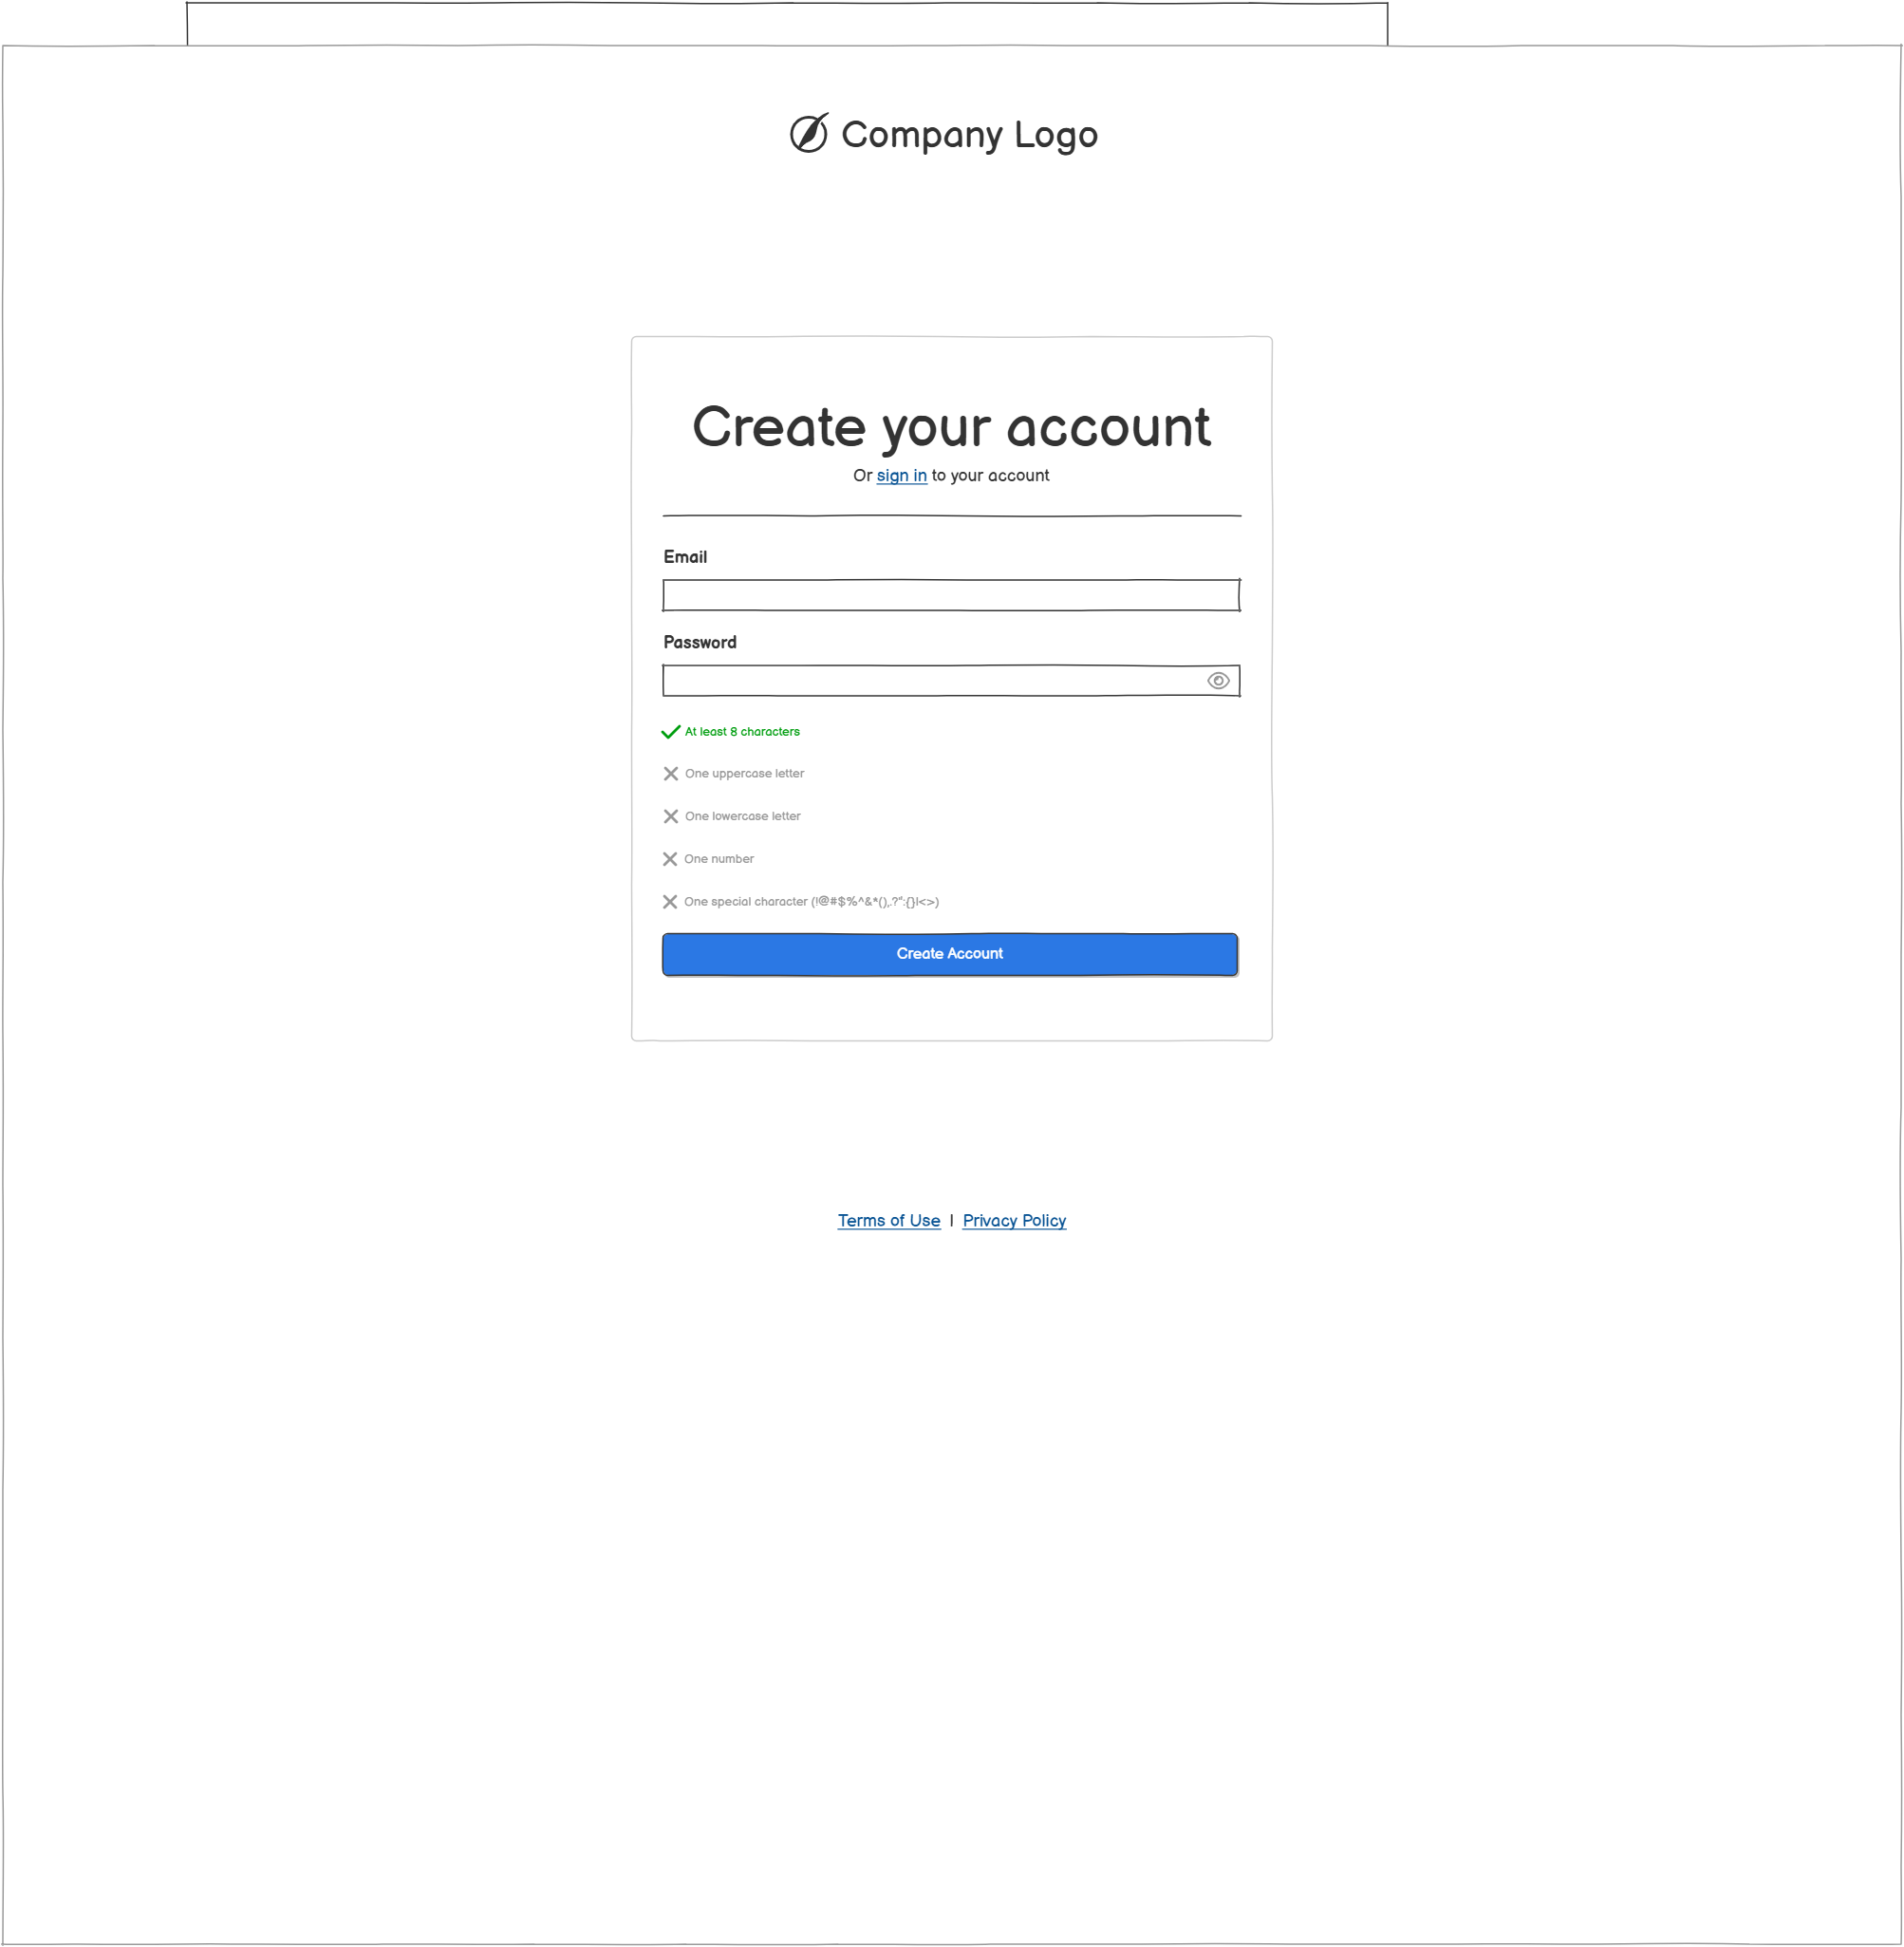 Company Logo
Create your account
Or sign in to your account
Email
Password
At least 8 characters
One uppercase letter
One lowercase letter
One number
One special character (!@#$%^&*(),.?":{}|<>)
Create Account
Terms of Use | Privacy Policy